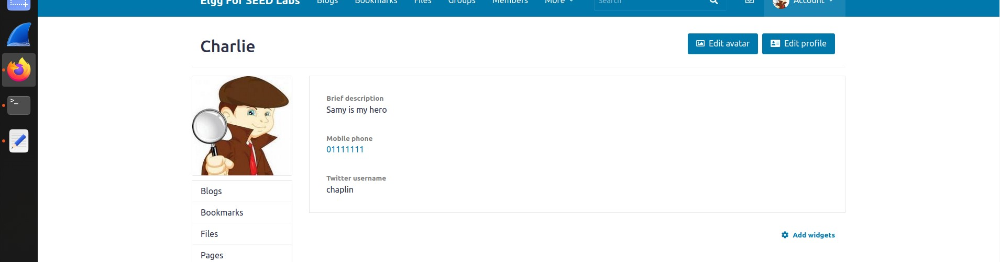 Elgg For SEED Labs Blogs Bookmarks Files Groups Members More Search Account
Charlie
Edit avatar Edit profile
Brief description
Samy is my hero
Mobile phone
01111111
Twitter username
chaplin
Blogs
Bookmarks
Files
Pages
Add widgets